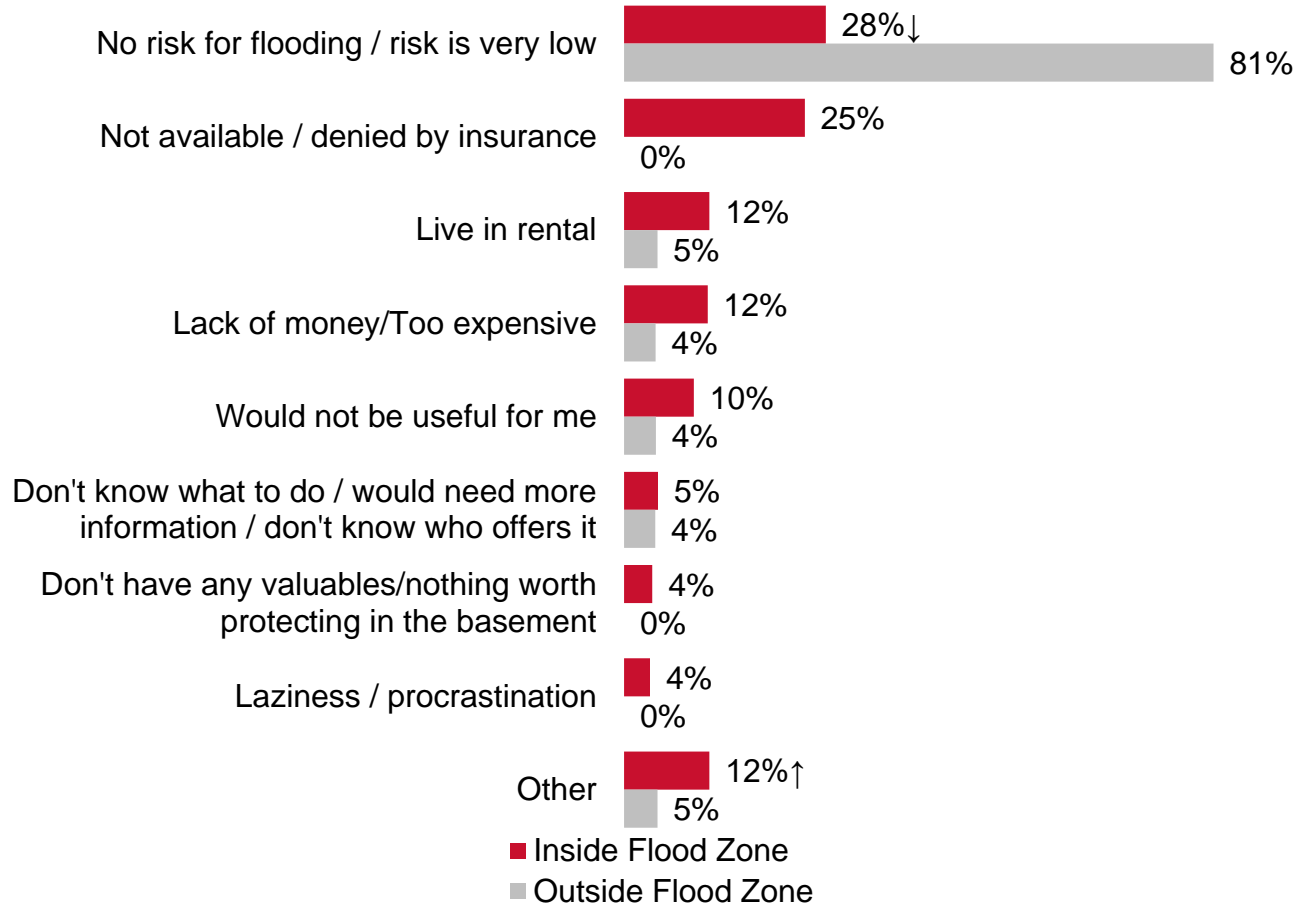 No risk for flooding / risk is very low
28%↓
81%
Not available / denied by insurance
25%
0%
Live in rental
12%
5%
Lack of money/Too expensive
12%
4%
Would not be useful for me
10%
4%
Don't know what to do / would need more
information / don't know who offers it
5%
4%
Don't have any valuables/nothing worth
protecting in the basement
4%
0%
Laziness / procrastination
4%
0%
Other
12%↑
5%
Inside Flood Zone
Outside Flood Zone